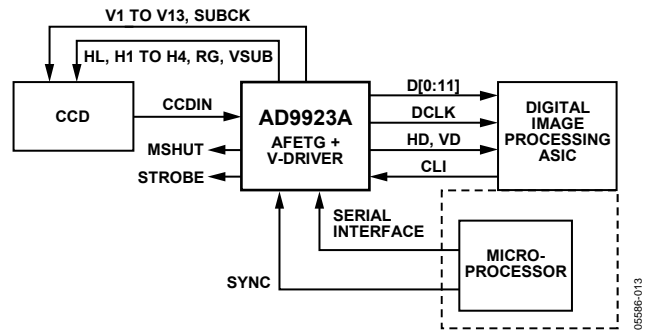 V1 TO V13, SUBCK
HL, H1 TO H4, RG, VSUB
CCD
CCDIN
MSHUT
STROBE
AD9923A
AFETG +
V-DRIVER
D[0:11]
DCLK
HD, VD
CLI
DIGITAL
IMAGE
PROCESSING
ASIC
SERIAL
INTERFACE
SYNC
MICRO-
PROCESSOR
05586-013